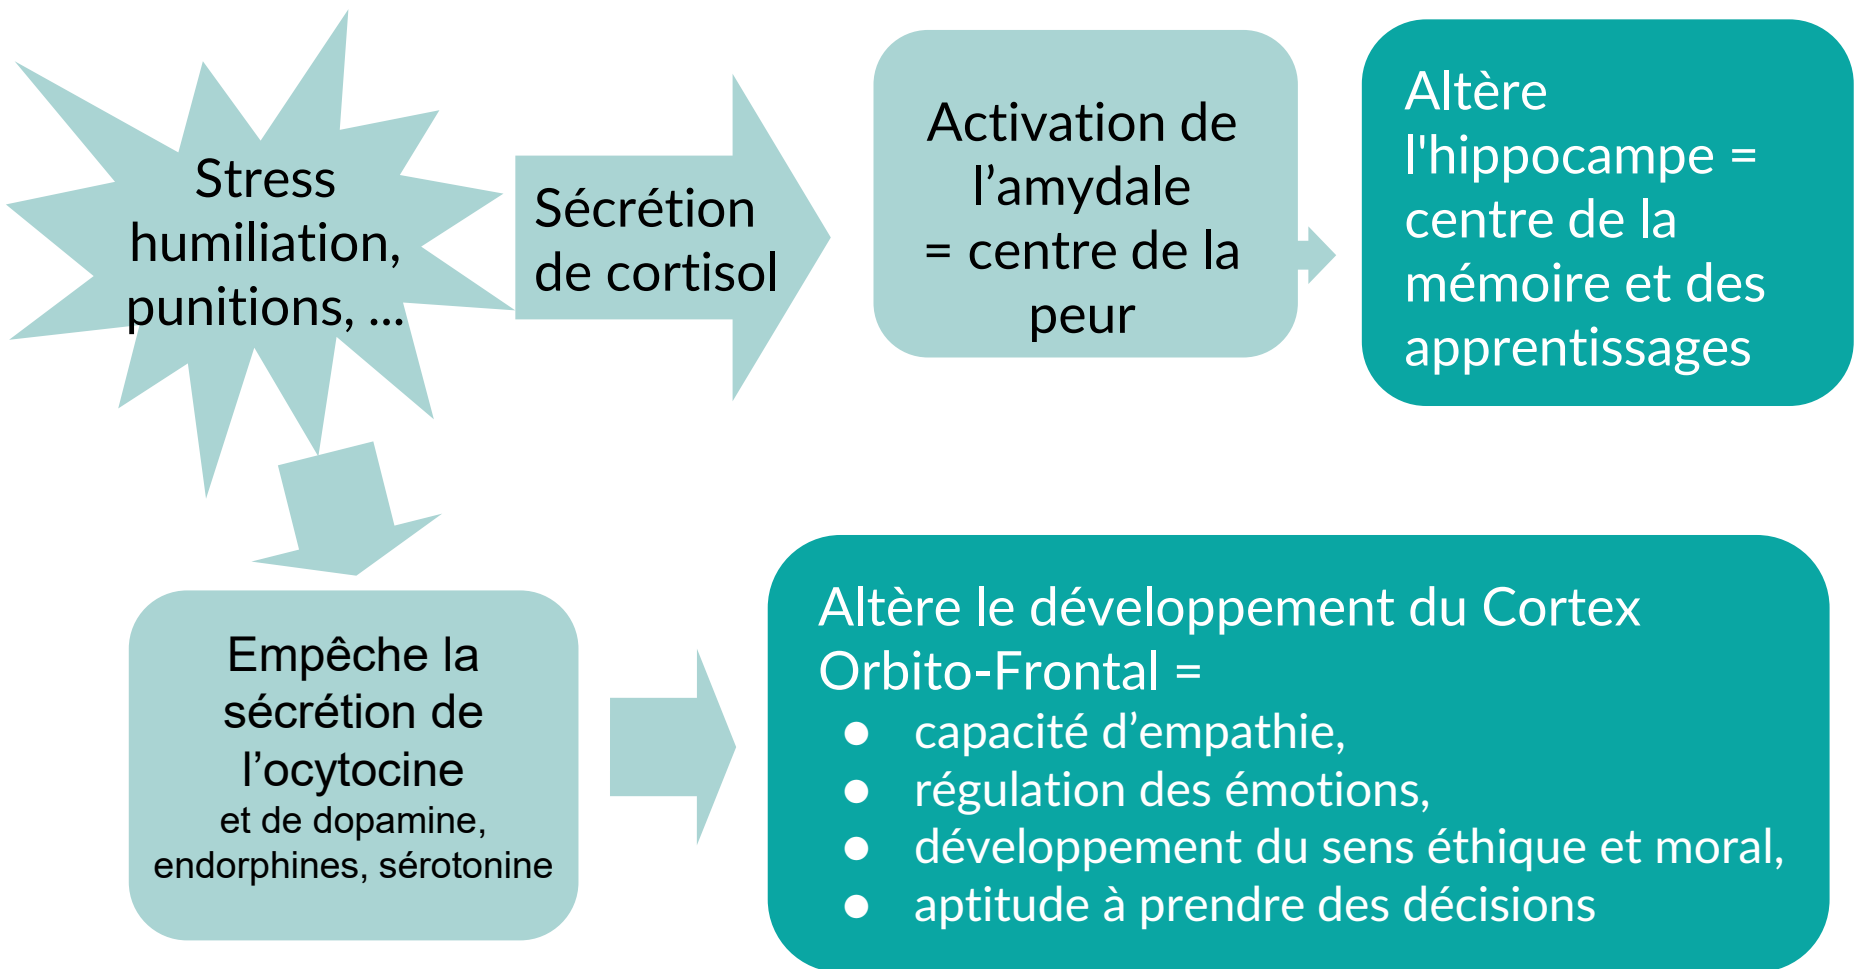 Stress
humiliation,
punitions, ...
Sécrétion
de cortisol
Activation de
l’amydale
= centre de la
peur
Altère
l'hippocampe =
centre de la
mémoire et des
apprentissages
Empêche la
sécrétion de
l’ocytocine
et de dopamine,
endorphines, sérotonine
Altère le développement du Cortex
Orbito-Frontal =
● capacité d’empathie,
● régulation des émotions,
● développement du sens éthique et moral,
● aptitude à prendre des décisions